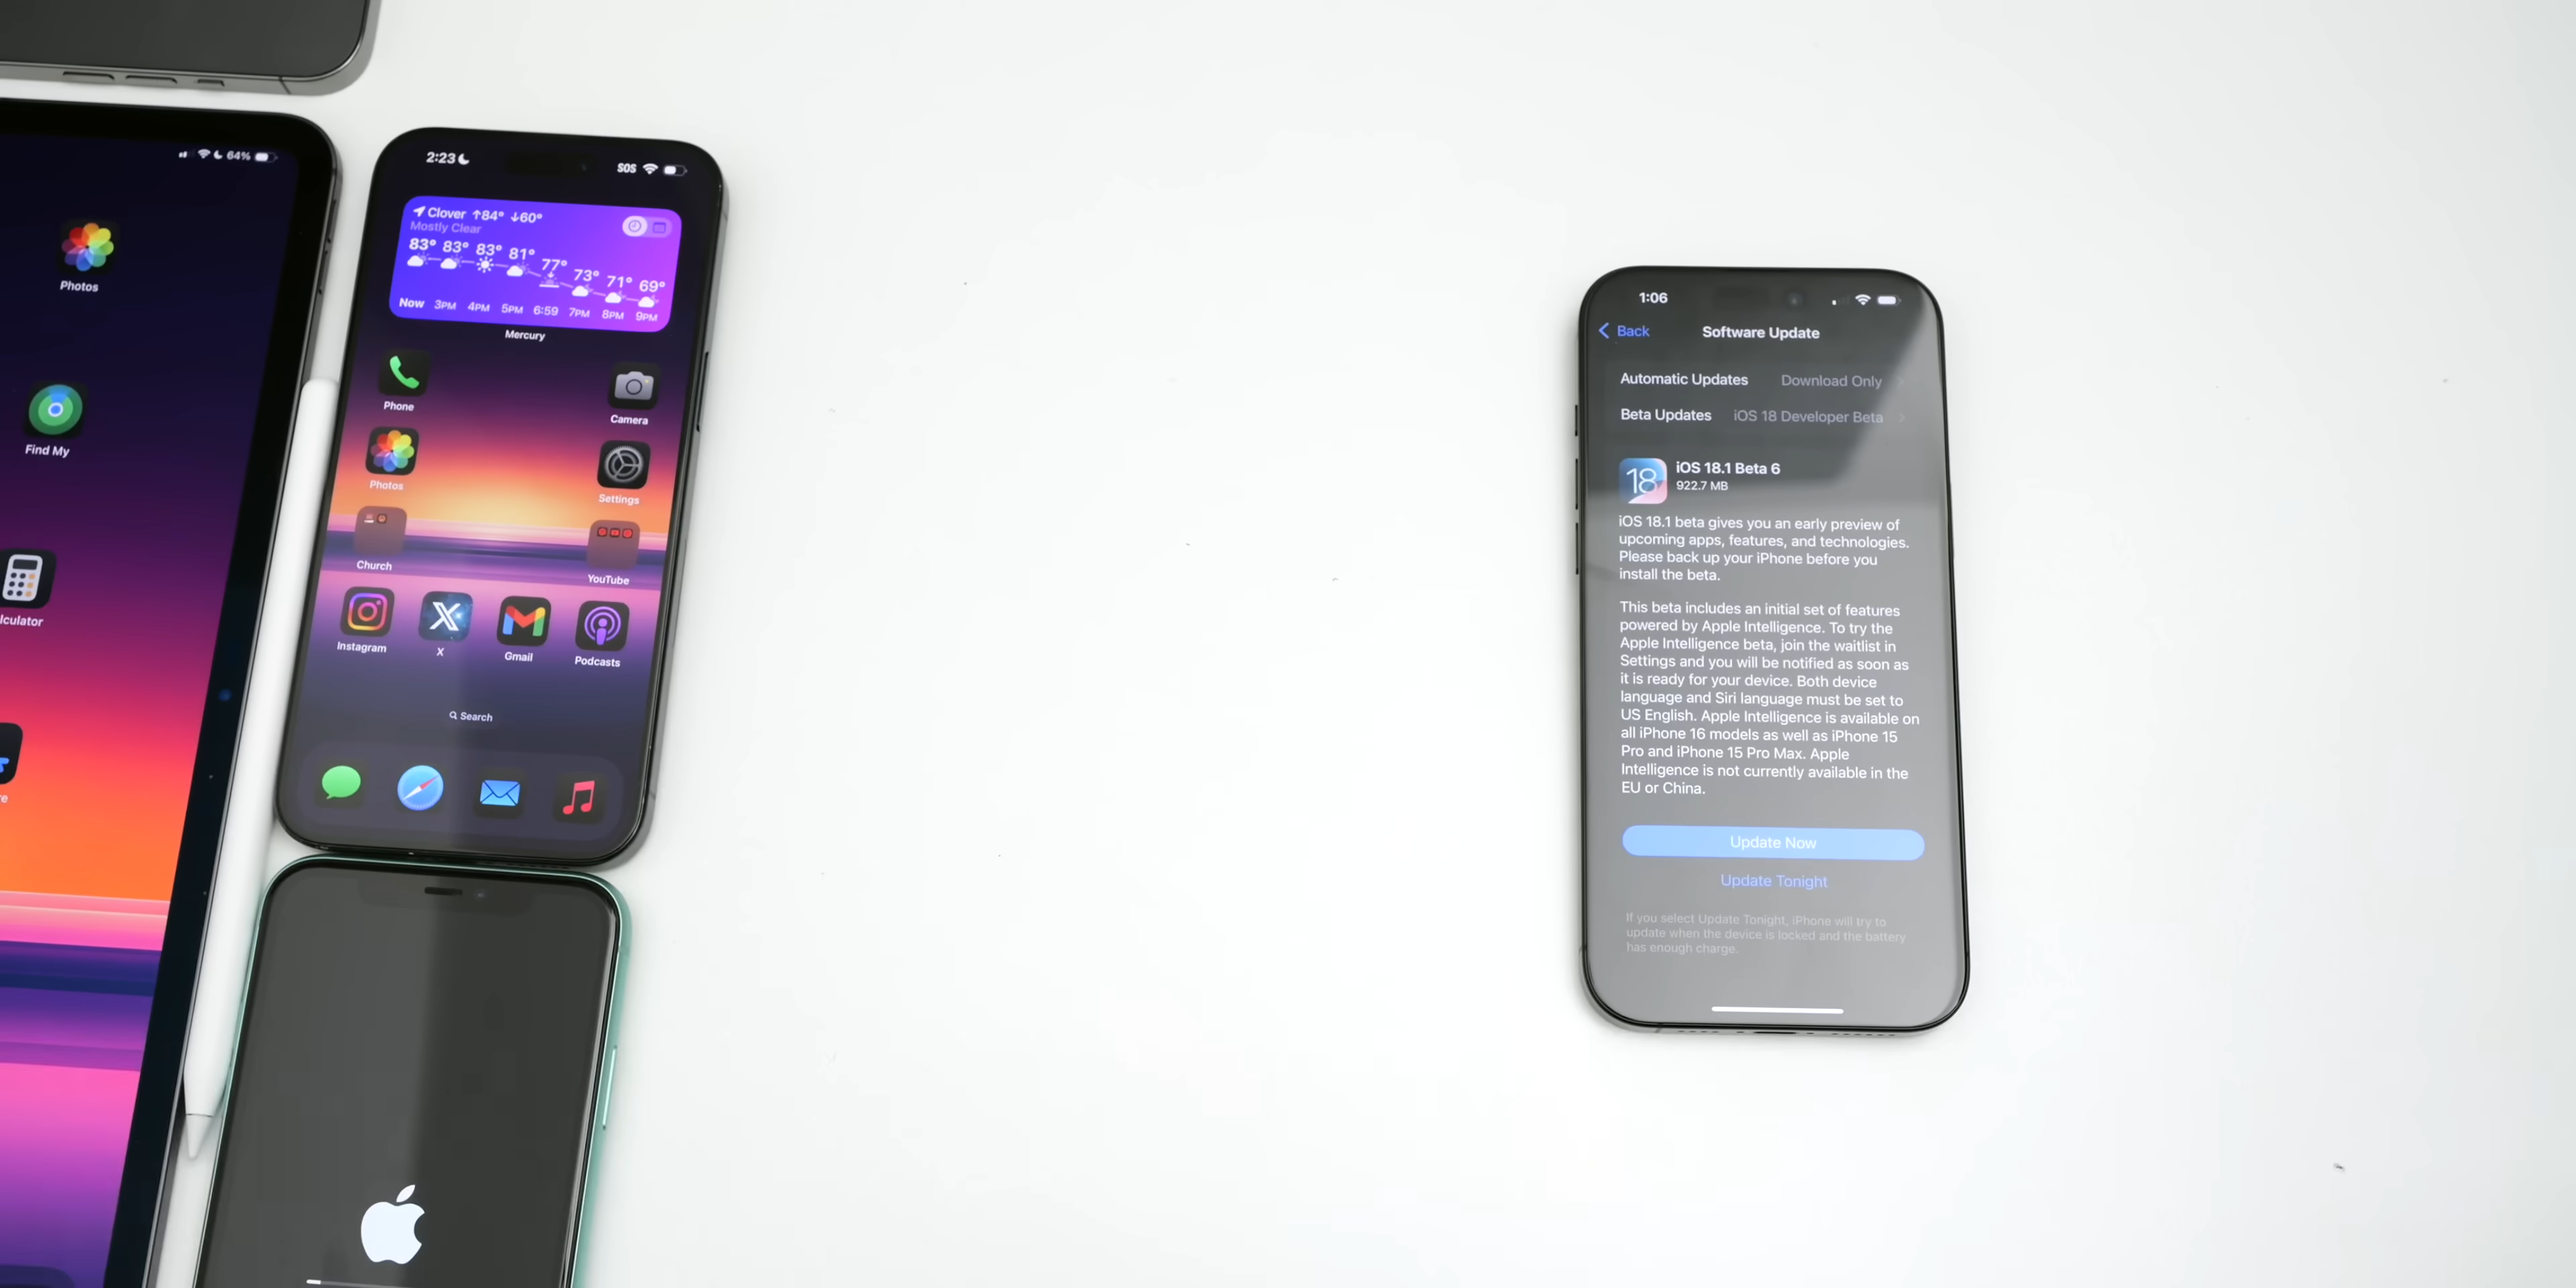 64%
Photos
Find My
lculator
e
2:23
SOS
Clover ↑84° ↓60°
Mostly Clear
83° 83° 83° 81° 77° 73° 71° 69°
Now 3PM 4PM 5PM 6:59 7PM 8PM 9PM
Mercury
Phone
Camera
Photos
Settings
Church
YouTube
Instagram
X
Gmail
Podcasts
Search
1:06
Back
Software Update
Automatic Updates Download Only
Beta Updates iOS 18 Developer Beta
18
iOS 18.1 Beta 6
922.7 MB
iOS 18.1 beta gives you an early preview of
upcoming apps, features, and technologies.
Please back up your iPhone before you
install the beta.
This beta includes an initial set of features
powered by Apple Intelligence. To try the
Apple Intelligence beta, join the waitlist in
Settings and you will be notified as soon as
it is ready for your device. Both device
language and Siri language must be set to
US English. Apple Intelligence is available on
all iPhone 16 models as well as iPhone 15
Pro and iPhone 15 Pro Max. Apple
Intelligence is not currently available in the
EU or China.
Update Now
Update Tonight
If you select Update Tonight, iPhone will try to
update when the device is locked and the battery
has enough charge.